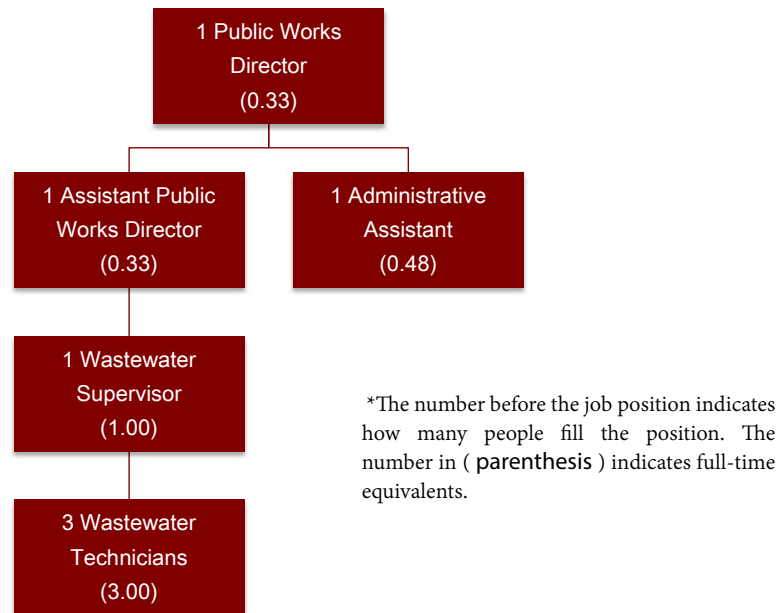 1 Public Works
Director
(0.33)
1 Assistant Public
Works Director
(0.33)
1 Administrative
Assistant
(0.48)
1 Wastewater
Supervisor
(1.00)
*The number before the job position indicates
how many people fill the position. The
number in ( parenthesis ) indicates full-time
equivalents.
3 Wastewater
Technicians
(3.00)